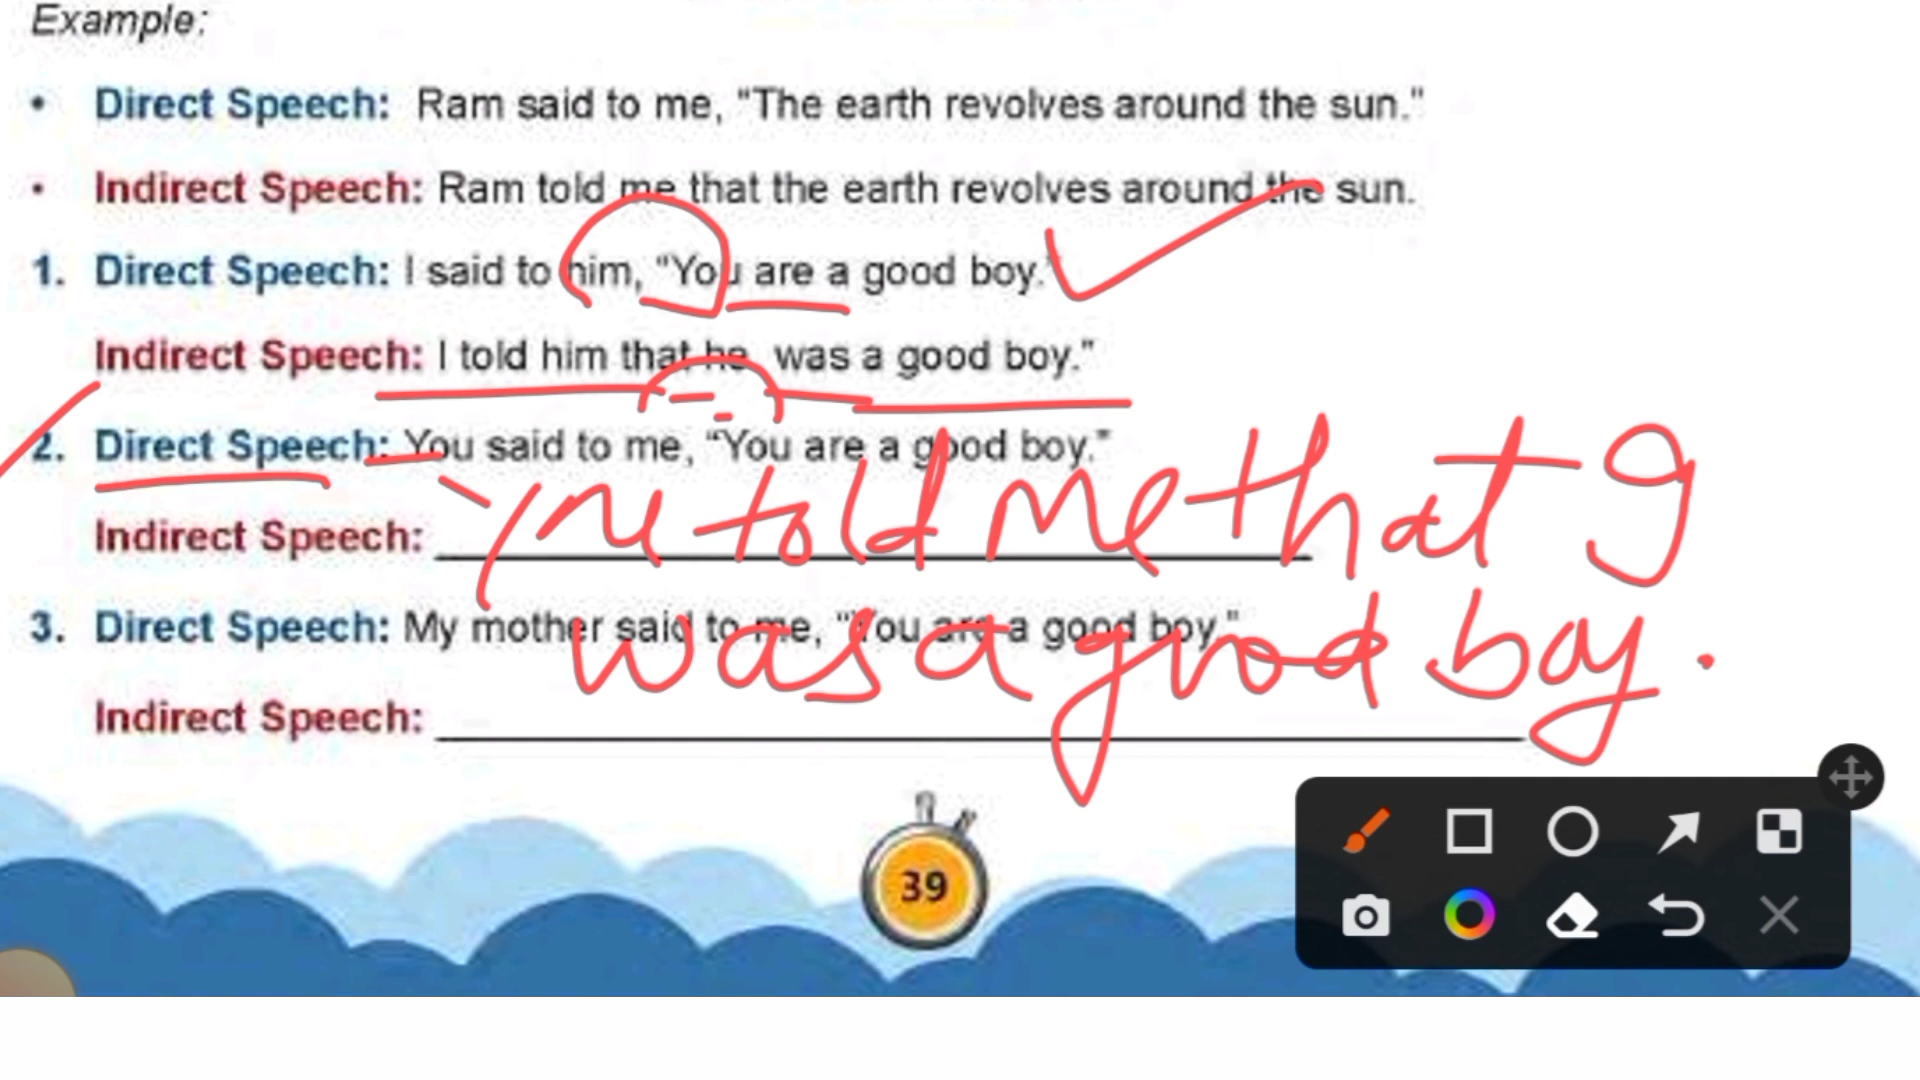 Example:
• Direct Speech: Ram said to me, "The earth revolves around the sun."
• Indirect Speech: Ram told me that the earth revolves around the sun.
1. Direct Speech: I said to him, "You are a good boy."
Indirect Speech: I told him that he was a good boy."
2. Direct Speech: You said to me, "You are a good boy."
Indirect Speech:
told me that I
3. Direct Speech: My mother said to me, "You are a good boy."
was a good boy.
Indirect Speech:
39